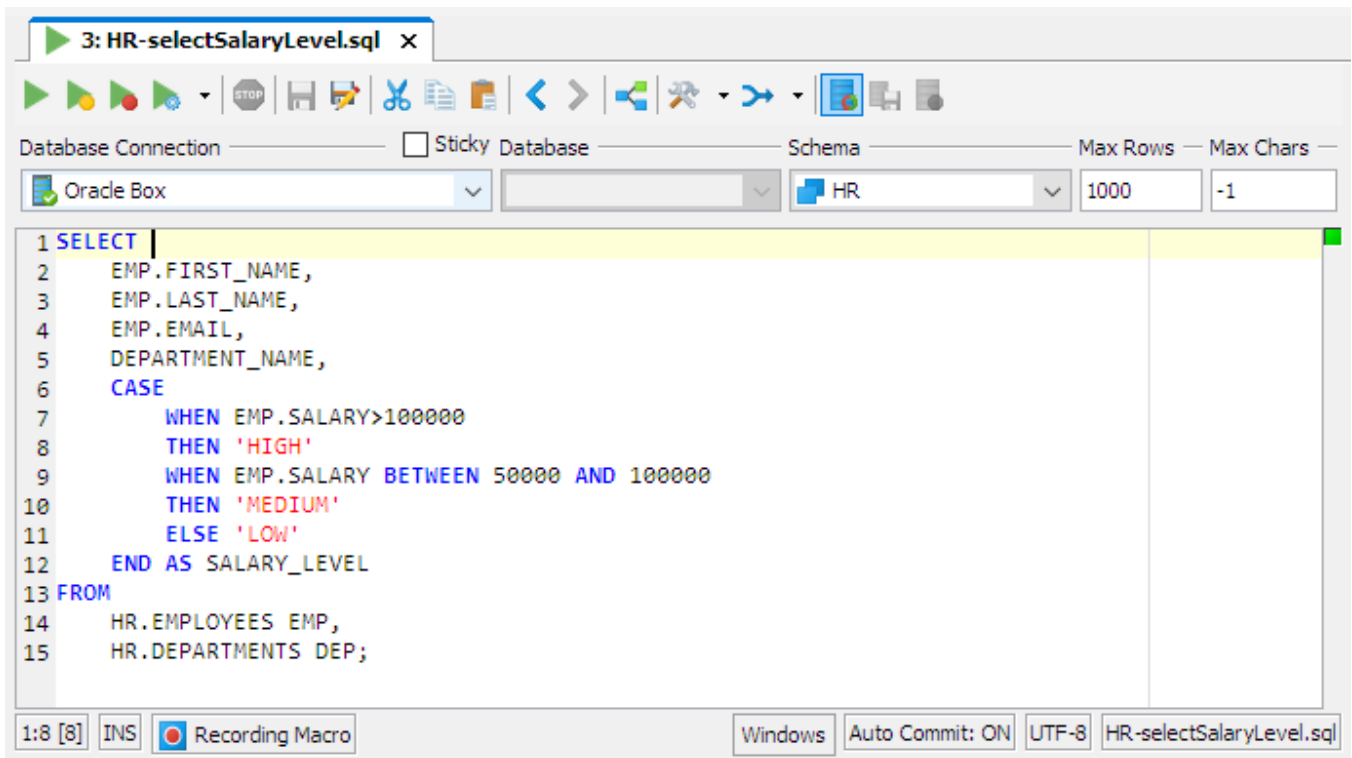 3: HR-selectSalaryLevel.sql x
STOP
Database Connection Sticky Database Schema Max Rows Max Chars
Oracle Box HR 1000 -1
1 SELECT
2 EMP.FIRST_NAME,
3 EMP.LAST_NAME,
4 EMP.EMAIL,
5 DEPARTMENT_NAME,
6 CASE
7 WHEN EMP.SALARY>100000
8 THEN 'HIGH'
9 WHEN EMP.SALARY BETWEEN 50000 AND 100000
10 THEN 'MEDIUM'
11 ELSE 'LOW'
12 END AS SALARY_LEVEL
13 FROM
14 HR.EMPLOYEES EMP,
15 HR.DEPARTMENTS DEP;
1:8 [8] INS Recording Macro Windows Auto Commit: ON UTF-8 HR-selectSalaryLevel.sql